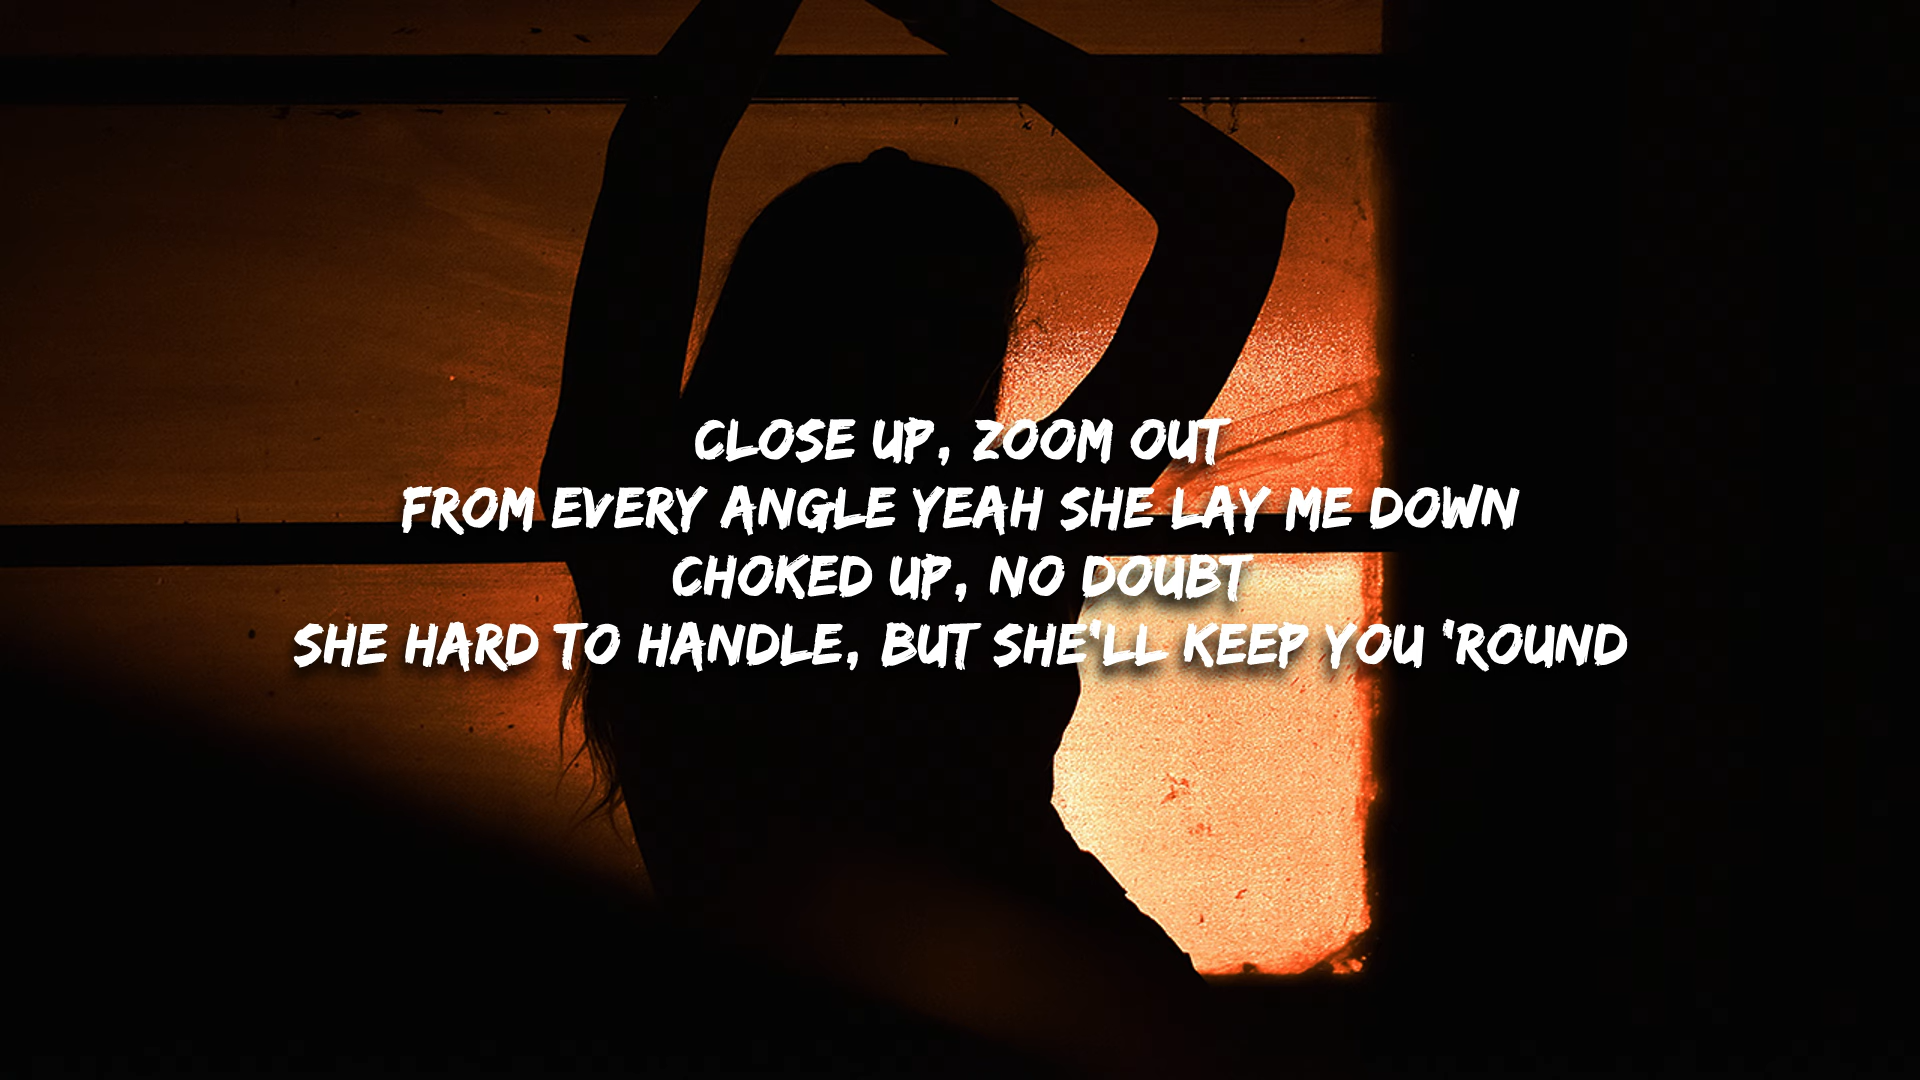 CLOSE UP, ZOOM OUT
FROM EVERY ANGLE YEAH SHE LAY ME DOWN
CHOKED UP, NO DOUBT
SHE HARD TO HANDLE, BUT SHE'LL KEEP YOU 'ROUND